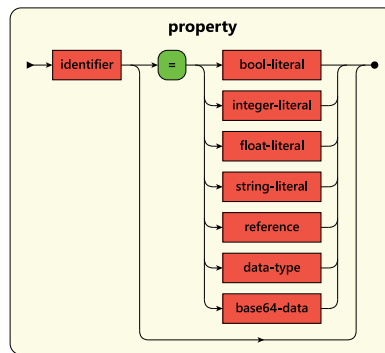 property
identifier = bool-literal
integer-literal
float-literal
string-literal
reference
data-type
base64-data